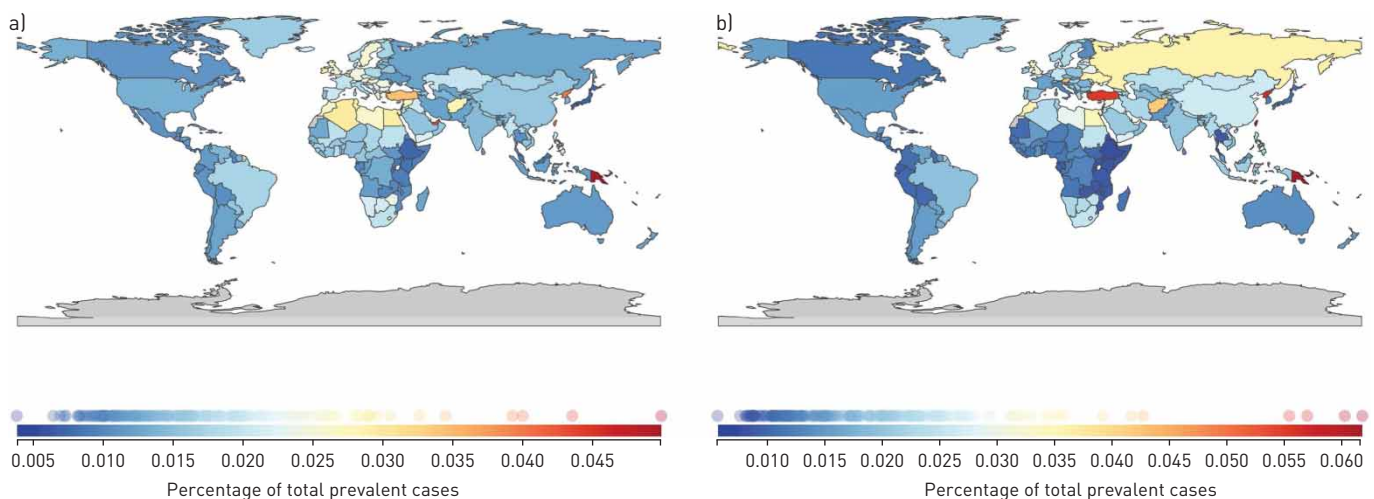 a)
b)
0.005 0.010 0.015 0.020 0.025 0.030 0.035 0.040 0.045
Percentage of total prevalent cases
0.010 0.015 0.020 0.025 0.030 0.035 0.040 0.045 0.050 0.055 0.060
Percentage of total prevalent cases